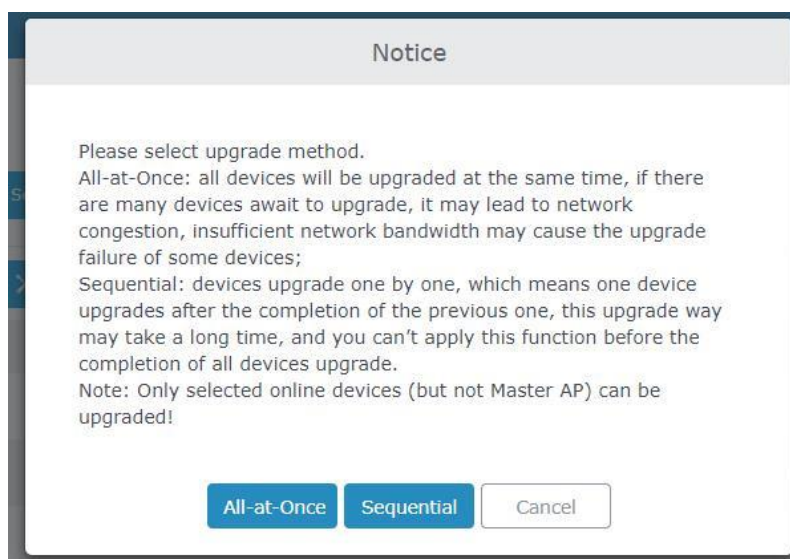 Notice
Please select upgrade method.
All-at-Once: all devices will be upgraded at the same time, if there
are many devices await to upgrade, it may lead to network
congestion, insufficient network bandwidth may cause the upgrade
failure of some devices;
Sequential: devices upgrade one by one, which means one device
upgrades after the completion of the previous one, this upgrade way
may take a long time, and you can’t apply this function before the
completion of all devices upgrade.
Note: Only selected online devices (but not Master AP) can be
upgraded!
All-at-Once Sequential Cancel